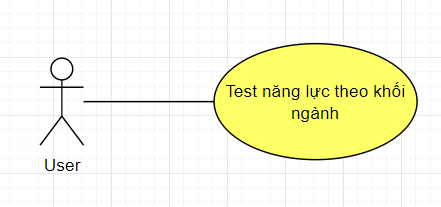 Test năng lực theo khối
ngành
User